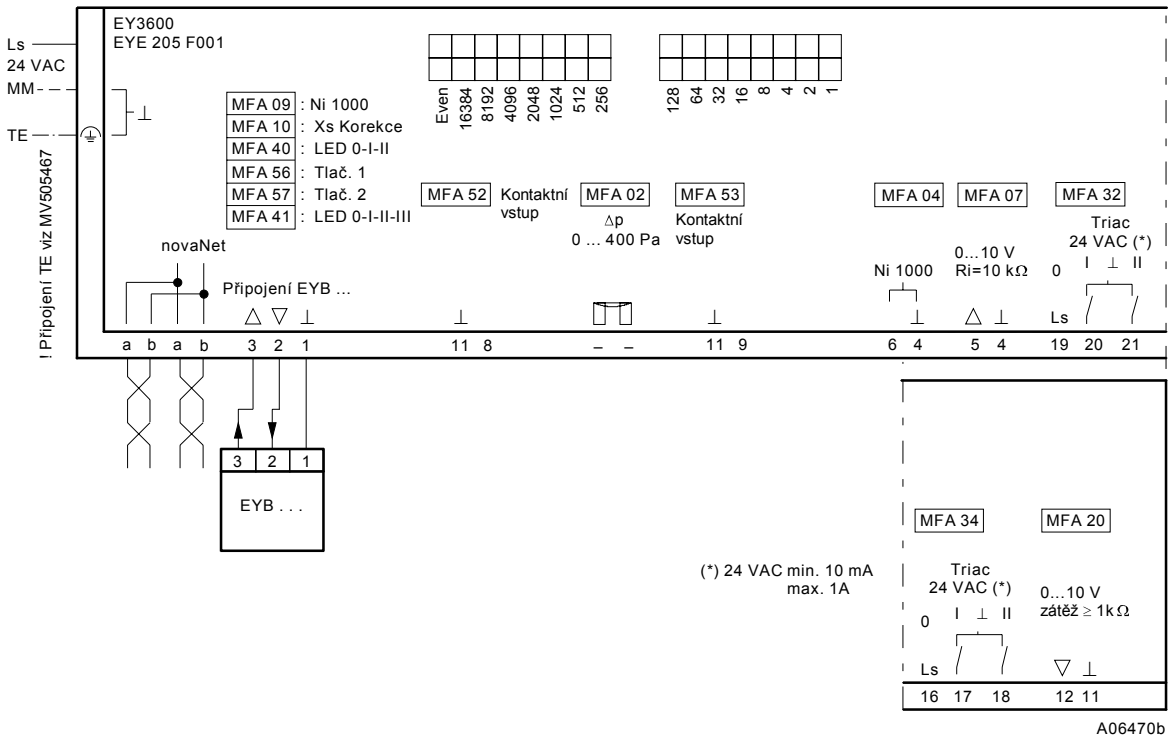 EY3600
EYE 205 F001
Ls
24 VAC
MM
TE
! Připojení TE viz MV505467
MFA 09 : Ni 1000
MFA 10 : Xs Korekce
MFA 40 : LED 0-I-II
MFA 56 : Tlač. 1
MFA 57 : Tlač. 2
MFA 41 : LED 0-I-II-III
Even 16384 8192 4096 2048 1024 512 256
128 64 32 16 8 4 2 1
MFA 52 Kontaktní vstup
MFA 02
Δp
0 ... 400 Pa
MFA 53
Kontaktní
vstup
MFA 04
Ni 1000
MFA 07
0...10 V
Ri=10 kΩ
MFA 32
Triac
24 VAC (*)
0 I ⊥ II
Ls
novaNet
Připojení EYB ...
△ ▽ ⊥ ⊥ ⊥ ⊥ △ ⊥
a b a b 3 2 1 11 8 – – 11 9 6 4 5 4 19 20 21
3 2 1
EYB . . .
(*) 24 VAC min. 10 mA
max. 1A
MFA 34
Triac
24 VAC (*)
0 I ⊥ II
Ls
MFA 20
0...10 V
zátěž ≥ 1k Ω
▽ ⊥
16 17 18 12 11
A06470b